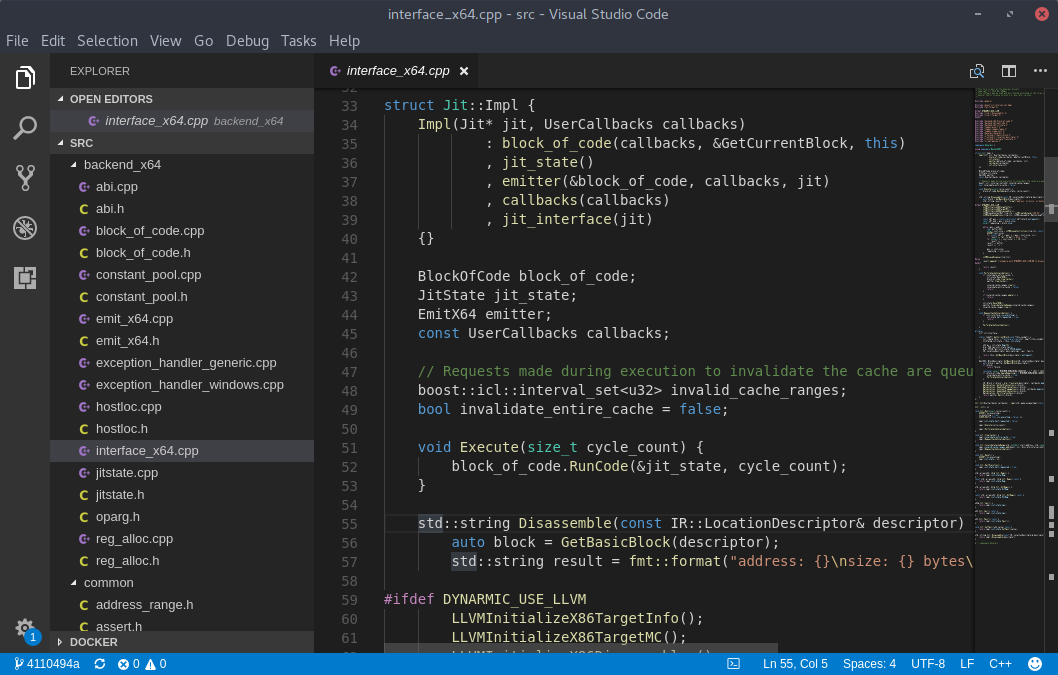 interface_x64.cpp - src - Visual Studio Code
File Edit Selection View Go Debug Tasks Help
EXPLORER
OPEN EDITORS
interface_x64.cpp backend_x64
SRC
backend_x64
abi.cpp
abi.h
block_of_code.cpp
block_of_code.h
constant_pool.cpp
constant_pool.h
emit_x64.cpp
emit_x64.h
exception_handler_generic.cpp
exception_handler_windows.cpp
hostloc.cpp
hostloc.h
interface_x64.cpp
jitstate.cpp
jitstate.h
oparg.h
reg_alloc.cpp
reg_alloc.h
common
address_range.h
assert.h
DOCKER
1
interface_x64.cpp
32
33 struct Jit::Impl {
34 Impl(Jit* jit, UserCallbacks callbacks)
35 : block_of_code(callbacks, &GetCurrentBlock, this)
36 , jit_state()
37 , emitter(&block_of_code, callbacks, jit)
38 , callbacks(callbacks)
39 , jit_interface(jit)
40 {}
41
42 BlockOfCode block_of_code;
43 JitState jit_state;
44 EmitX64 emitter;
45 const UserCallbacks callbacks;
46
47 // Requests made during execution to invalidate the cache are queu
48 boost::icl::interval_set<u32> invalid_cache_ranges;
49 bool invalidate_entire_cache = false;
50
51 void Execute(size_t cycle_count) {
52 block_of_code.RunCode(&jit_state, cycle_count);
53 }
54
55 std::string Disassemble(const IR::LocationDescriptor& descriptor)
56 auto block = GetBasicBlock(descriptor);
57 std::string result = fmt::format("address: {}\nsize: {} bytes\
58
59 #ifdef DYNARMIC_USE_LLVM
60 LLVMInitializeX86TargetInfo();
61 LLVMInitializeX86TargetMC();
4110494a 0 0 Ln 55, Col 5 Spaces: 4 UTF-8 LF C++